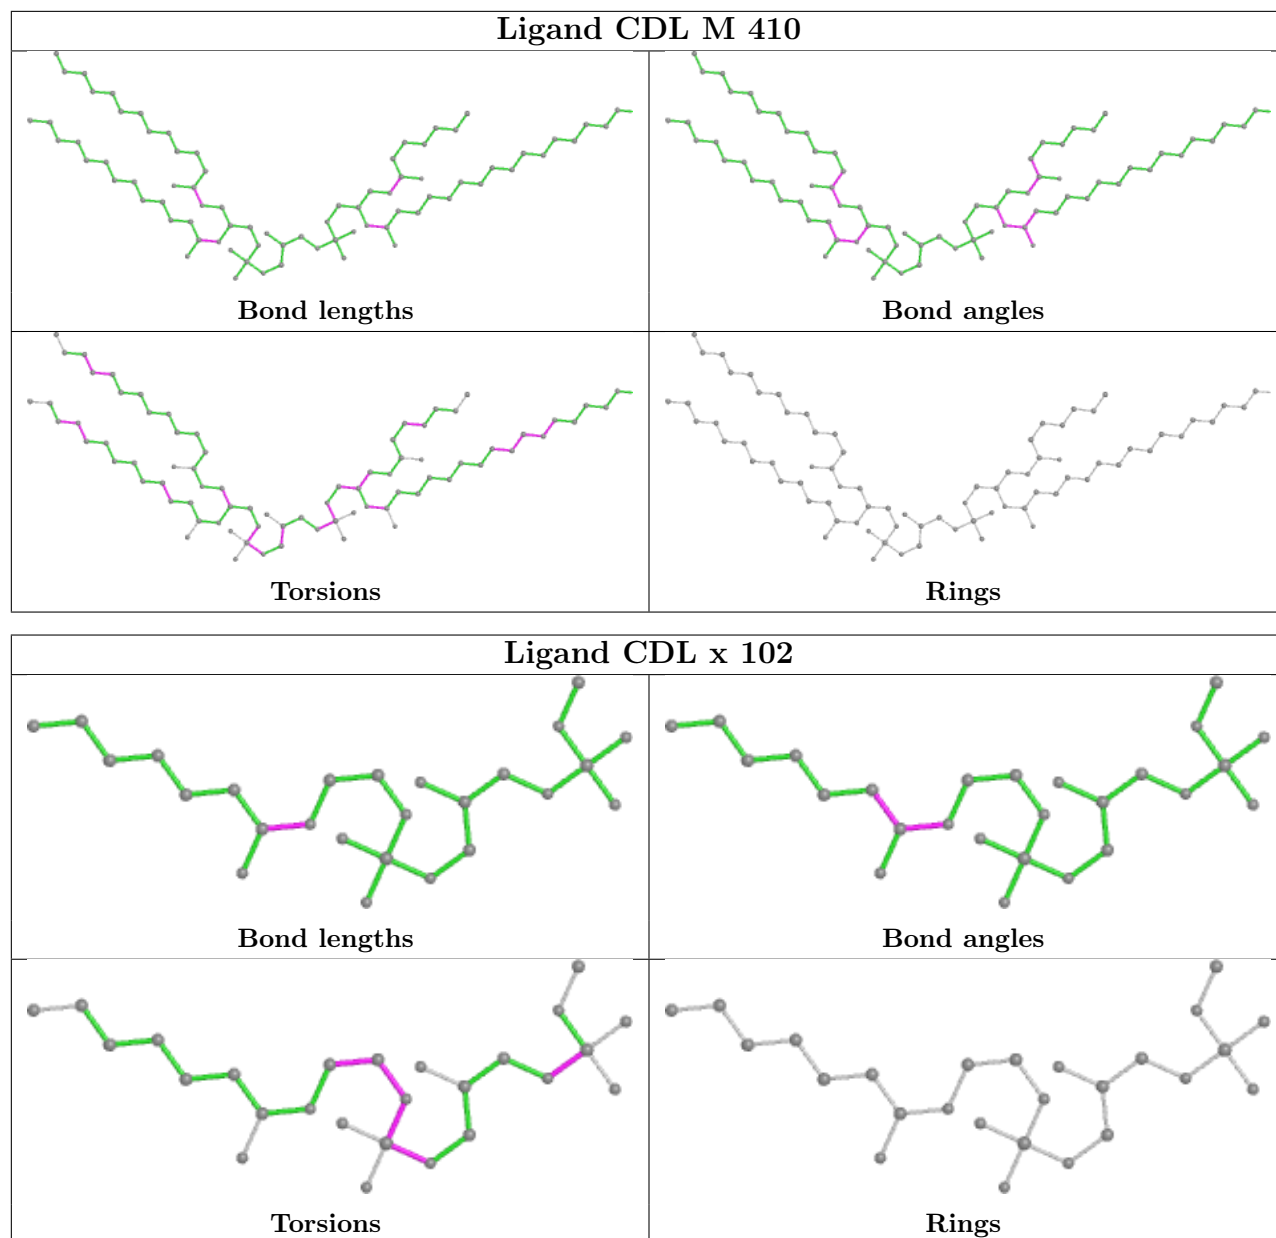 Ligand CDL M 410
Bond lengths
Bond angles
Torsions
Rings
Ligand CDL x 102
Bond lengths
Bond angles
Torsions
Rings